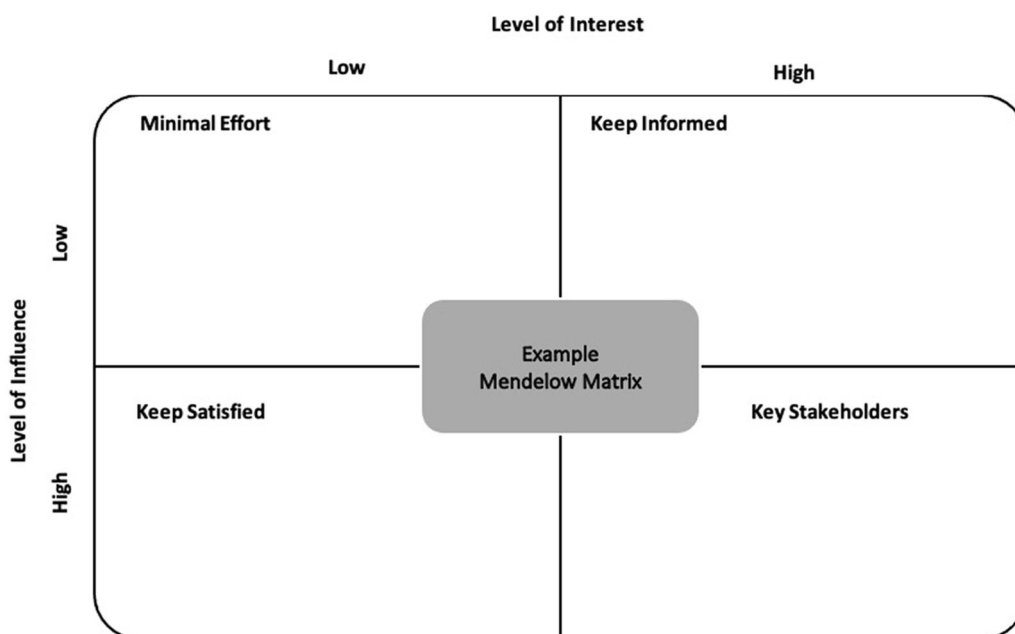 Level of Interest
Low
High
Minimal Effort
Keep Informed
Low
Level of Influence
Example
Mendelow Matrix
Keep Satisfied
Key Stakeholders
High